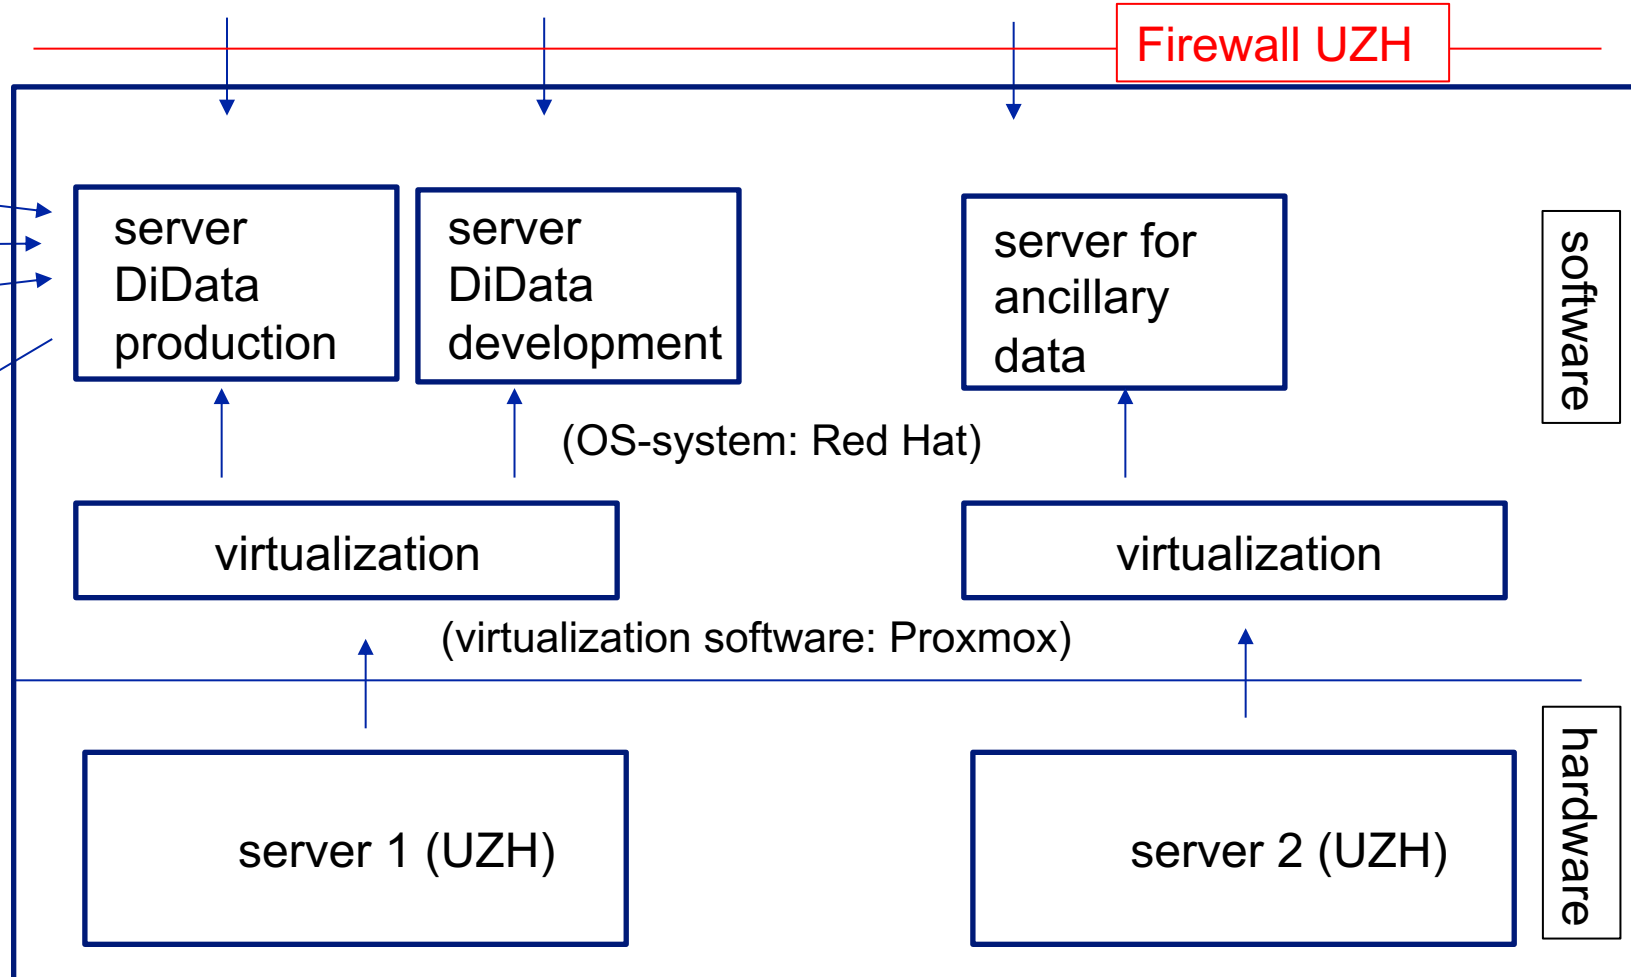 Firewall UZH
server
DiData
production
server
DiData
development
server for
ancillary
data
software
(OS-system: Red Hat)
virtualization
virtualization
(virtualization software: Proxmox)
server 1 (UZH)
server 2 (UZH)
hardware